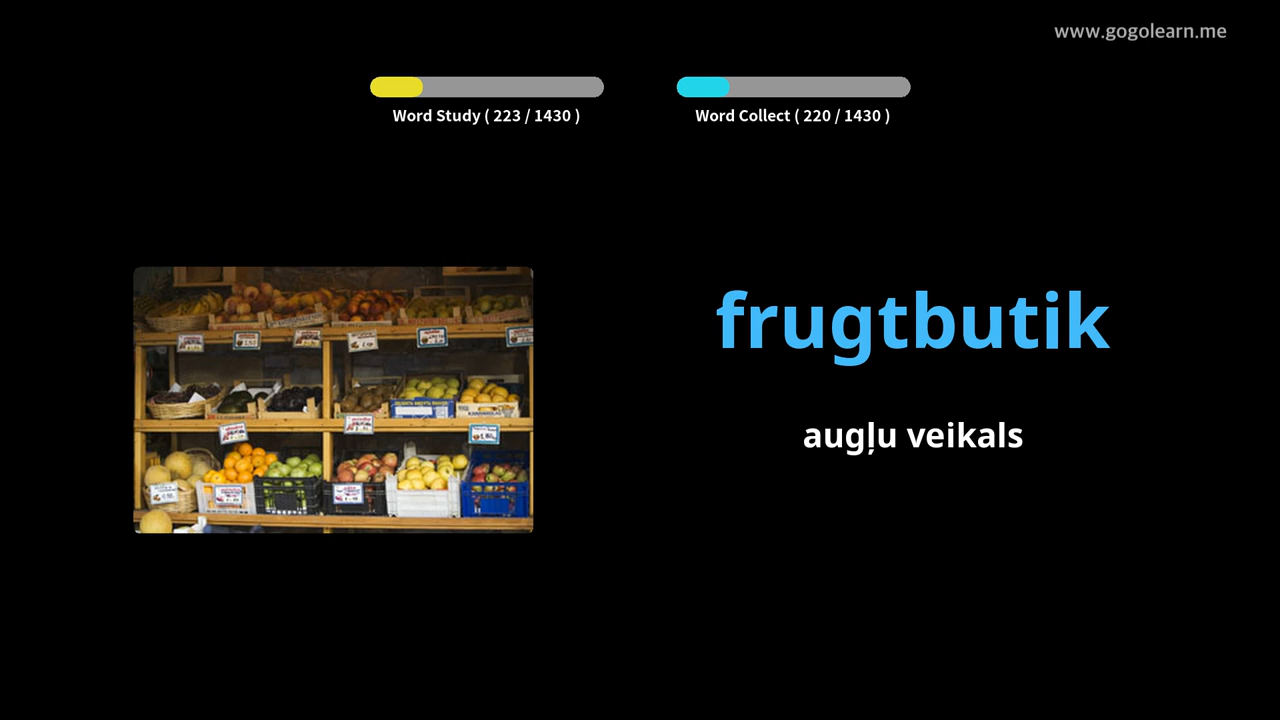 www.gogolearn.me
Word Study ( 223 / 1430 )
Word Collect ( 220 / 1430 )
frugtbutik
augļu veikals